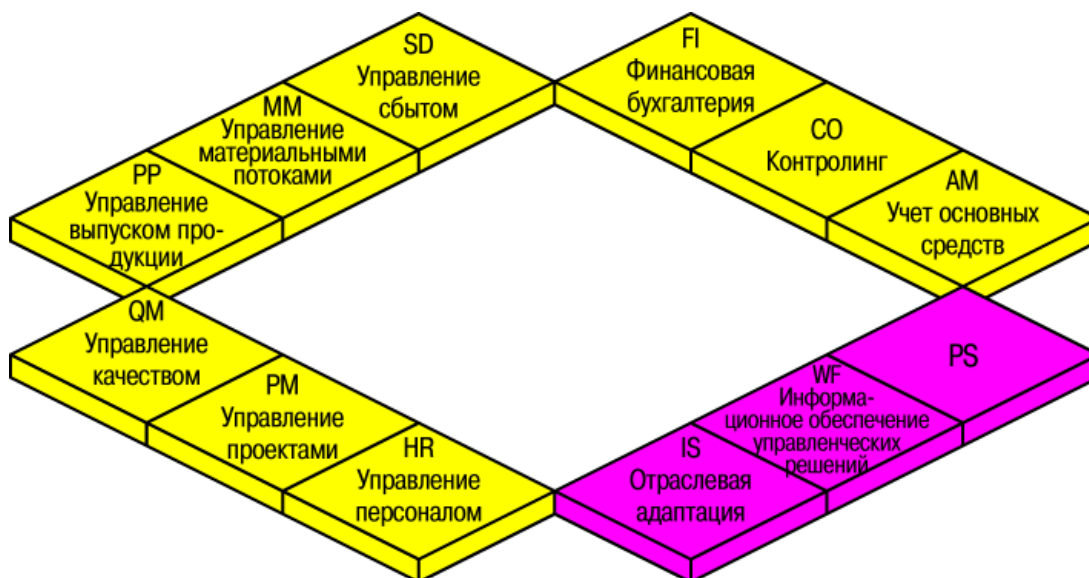 SD
Управление
сбытом
FI
Финансовая
бухгалтерия
MM
Управление
материальными
потоками
CO
Контролинг
PP
Управление
выпуском про-
дукции
AM
Учет основных
средств
QM
Управление
качеством
PS
PM
Управление
проектами
WF
Информа-
ционное обеспечение
управленческих
решений
HR
Управление
персоналом
IS
Отраслевая
адаптация